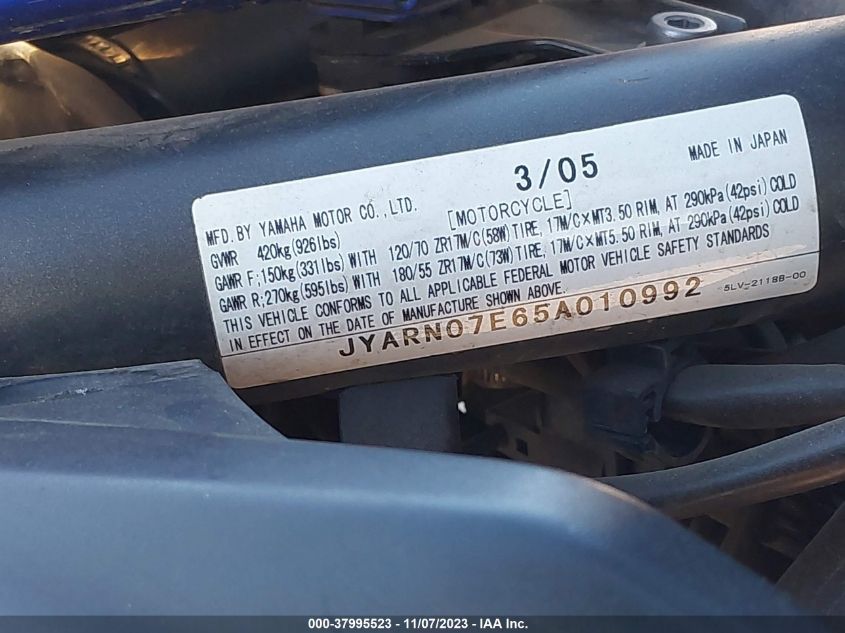 3/05
MADE IN JAPAN
MFD. BY YAMAHA MOTOR CO., LTD.
[MOTORCYCLE]
GVWR 420kg(926lbs)
GAWR F;150kg(331lbs) WITH 120/70 ZR17M/C(58W) TIRE, 17M/C×MT3.50 RIM, AT 290kPa(42psi) COLD
GAWR R;270kg(595lbs) WITH 180/55 ZR17M/C(73W) TIRE, 17M/C×MT5.50 RIM, AT 290kPa(42psi) COLD
THIS VEHICLE CONFORMS TO ALL APPLICABLE FEDERAL MOTOR VEHICLE SAFETY STANDARDS
IN EFFECT ON THE DATE OF MANUFACTURE SHOWN ABOVE.
5LV-2118B-00
JYARN07E65A010992
000-37995523 - 11/07/2023 - IAA Inc.